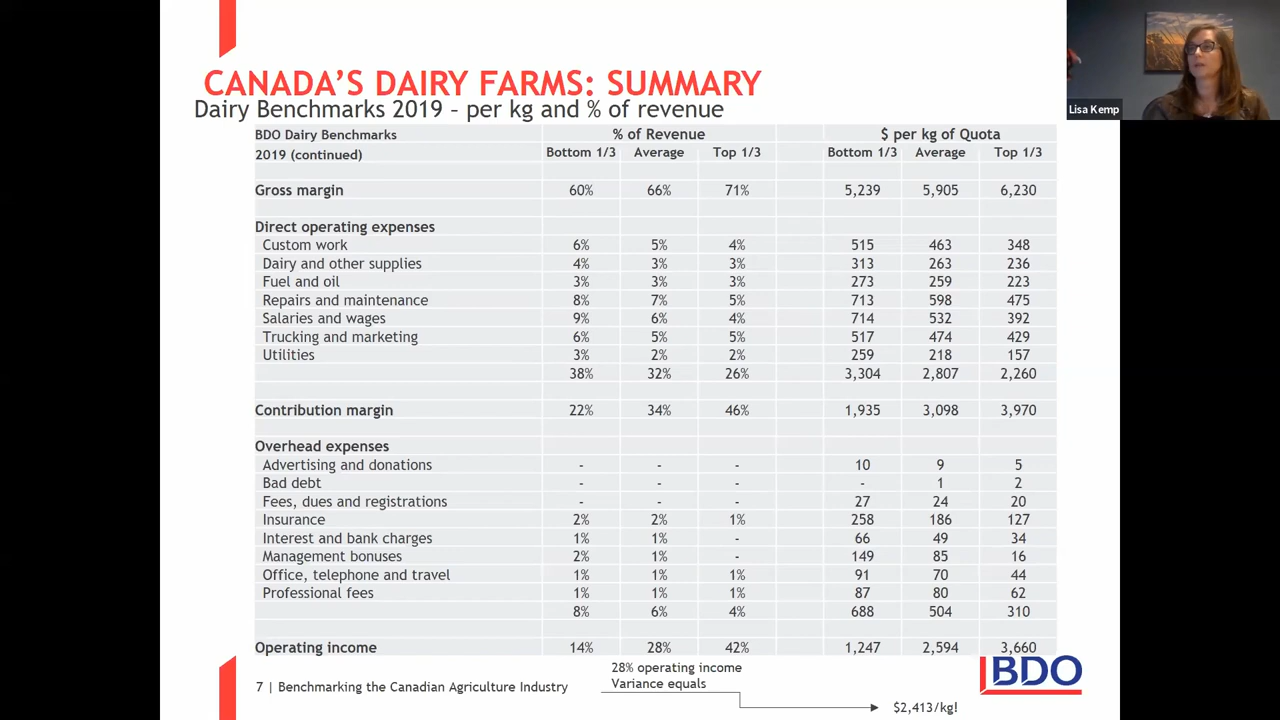 CANADA'S DAIRY FARMS: SUMMARY
Dairy Benchmarks 2019 – per kg and % of revenue
Lisa Kemp
BDO Dairy Benchmarks % of Revenue $ per kg of Quota
2019 (continued) Bottom 1/3 Average Top 1/3 Bottom 1/3 Average Top 1/3
Gross margin 60% 66% 71% 5,239 5,905 6,230
Direct operating expenses
Custom work 6% 5% 4% 515 463 348
Dairy and other supplies 4% 3% 3% 313 263 236
Fuel and oil 3% 3% 3% 273 259 223
Repairs and maintenance 8% 7% 5% 713 598 475
Salaries and wages 9% 6% 4% 714 532 392
Trucking and marketing 6% 5% 5% 517 474 429
Utilities 3% 2% 2% 259 218 157
38% 32% 26% 3,304 2,807 2,260
Contribution margin 22% 34% 46% 1,935 3,098 3,970
Overhead expenses
Advertising and donations - - - 10 9 5
Bad debt - - - - 1 2
Fees, dues and registrations - - - 27 24 20
Insurance 2% 2% 1% 258 186 127
Interest and bank charges 1% 1% - 66 49 34
Management bonuses 2% 1% - 149 85 16
Office, telephone and travel 1% 1% 1% 91 70 44
Professional fees 1% 1% 1% 87 80 62
8% 6% 4% 688 504 310
Operating income 14% 28% 42% 1,247 2,594 3,660
28% operating income
Variance equals
$2,413/kg!
7 | Benchmarking the Canadian Agriculture Industry
BDO